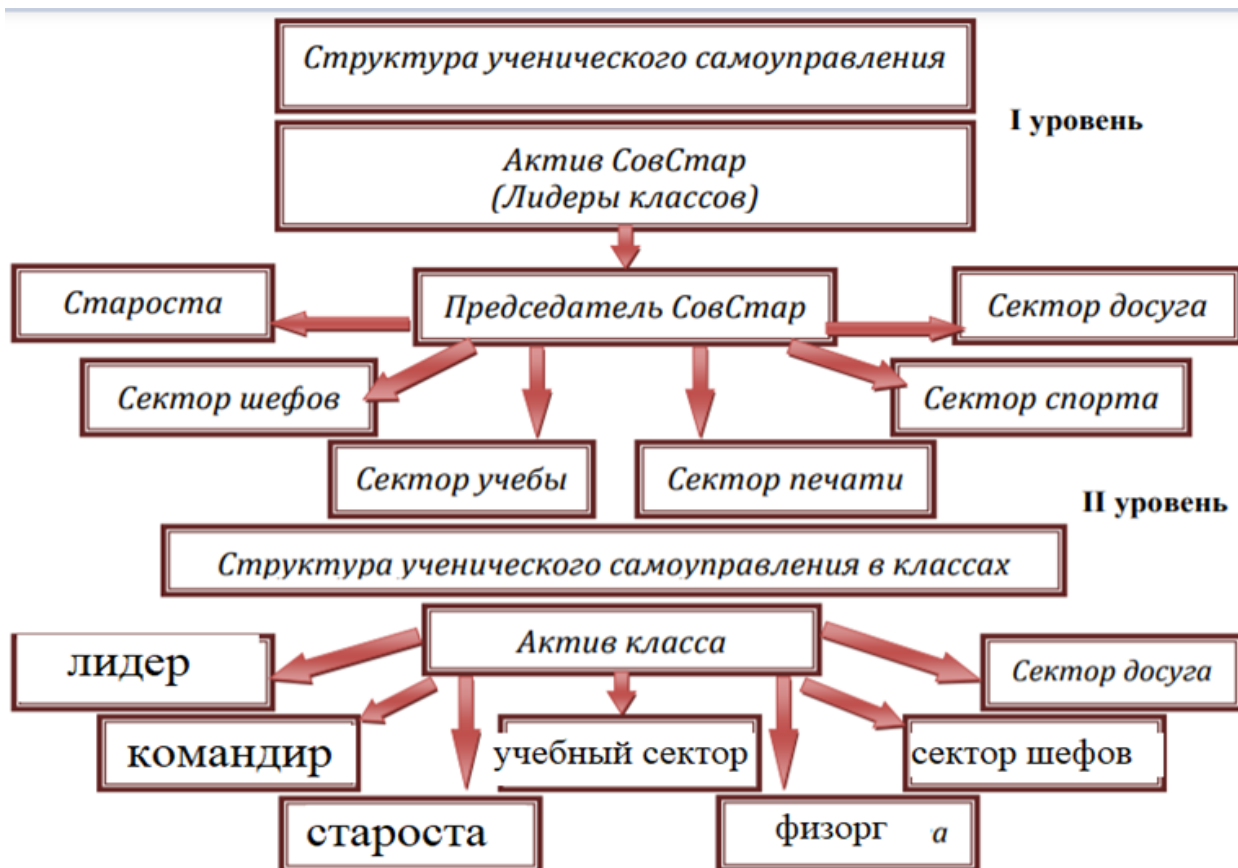 Структура ученического самоуправления
I уровень
Актив СовСтар
(Лидеры классов)
Староста
Председатель СовСтар
Сектор досуга
Сектор шефов
Сектор спорта
Сектор учебы
Сектор печати
II уровень
Структура ученического самоуправления в классах
лидер
Актив класса
Сектор досуга
командир
учебный сектор
сектор шефов
староста
физорг а